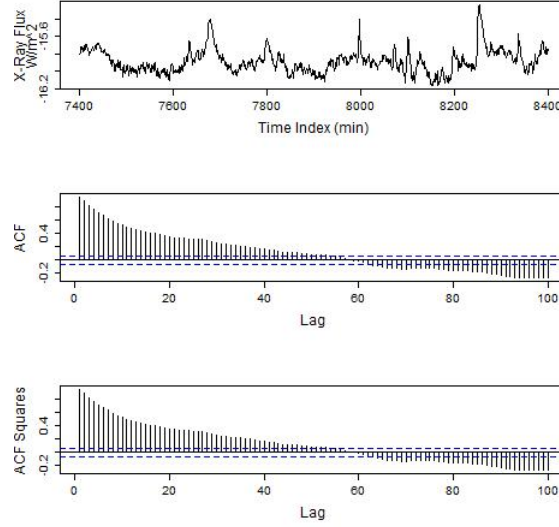 X-Ray Flux
W/m^2
-15.6
-16.2
7400 7600 7800 8000 8200 8400
Time Index (min)
ACF
0.4
-0.2
0 20 40 60 80 100
Lag
ACF Squares
0.4
-0.2
0 20 40 60 80 100
Lag